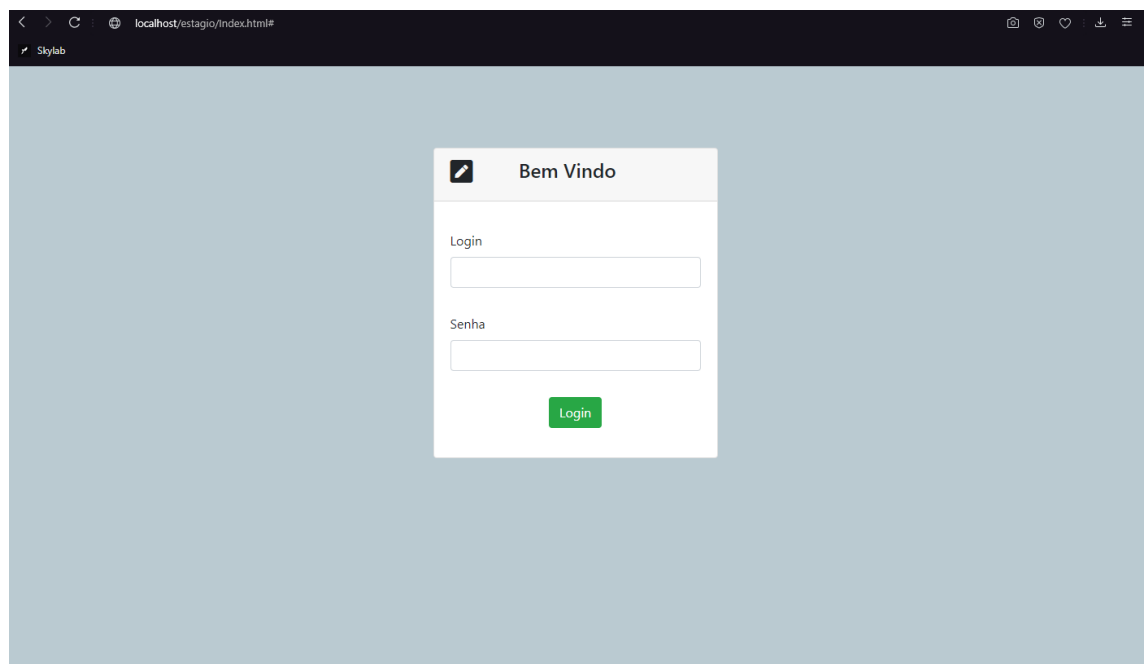 localhost/estagio/Index.html#
Skylab
Bem Vindo
Login
Senha
Login